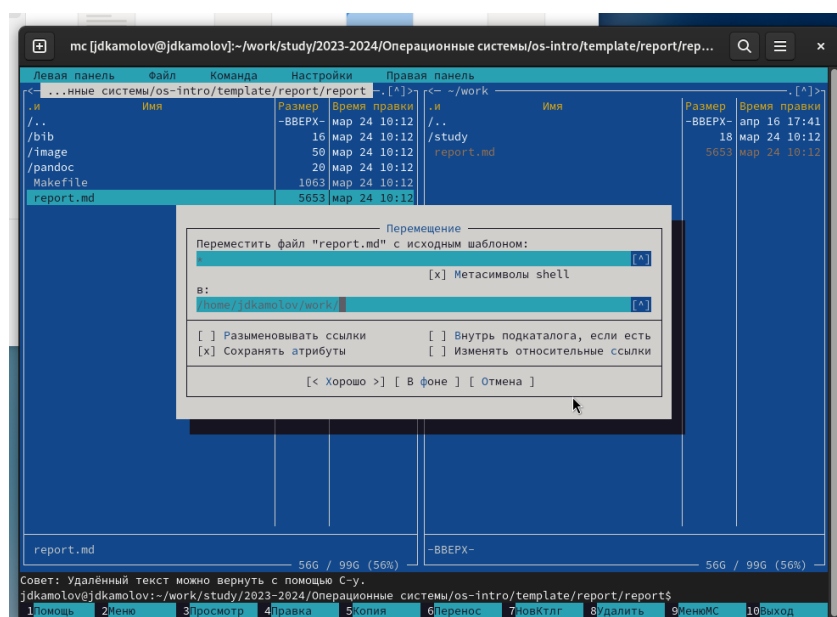 mc [jdkamolov@jdkamolov]:~/work/study/2023-2024/Операционные системы/os-intro/template/report/rep...
Левая панель Файл Команда Настройки Правая панель
<— ...нные системы/os-intro/template/report/report —.[^]>
.и Имя Размер Время правки
/.. -ВВЕРХ- мар 24 10:12
/bib 16 мар 24 10:12
/image 50 мар 24 10:12
/pandoc 20 мар 24 10:12
Makefile 1063 мар 24 10:12
report.md 5653 мар 24 10:12
<— ~/work —.[^]>
.и Имя Размер Время правки
/.. -ВВЕРХ- апр 16 17:41
/study 18 мар 24 10:12
report.md 5653 мар 24 10:12
Перемещение
Переместить файл "report.md" с исходным шаблоном:
* [^]
[x] Метасимволы shell
в:
/home/jdkamolov/work/ [^]
[ ] Разыменовывать ссылки [ ] Внутрь подкаталога, если есть
[x] Сохранять атрибуты [ ] Изменять относительные ссылки
[< Хорошо >] [ В фоне ] [ Отмена ]
report.md
56G / 99G (56%)
-ВВЕРХ-
56G / 99G (56%)
Совет: Удалённый текст можно вернуть с помощью C-y.
jdkamolov@jdkamolov:~/work/study/2023-2024/Операционные системы/os-intro/template/report/report$
1Помощь 2Меню 3Просмотр 4Правка 5Копия 6Перенос 7НовКтлг 8Удалить 9МенюМС 10Выход